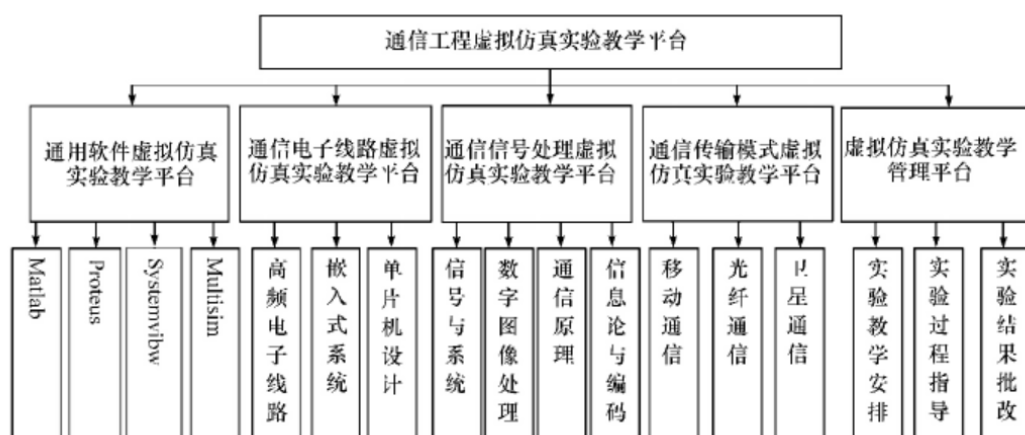 通信工程虚拟仿真实验教学平台
通用软件虚拟仿真
实验教学平台
通信电子线路虚拟
仿真实验教学平台
通信信号处理虚拟
仿真实验教学平台
通信传输模式虚拟
仿真实验教学平台
虚拟仿真实验教学
管理平台
Matlab
Proteus
Systemvibw
Multisim
高频电子线路
嵌入式系统
单片机设计
信号与系统
数字图像处理
通信原理
信息论与编码
移动通信
光纤通信
卫星通信
实验教学安排
实验过程指导
实验结果批改